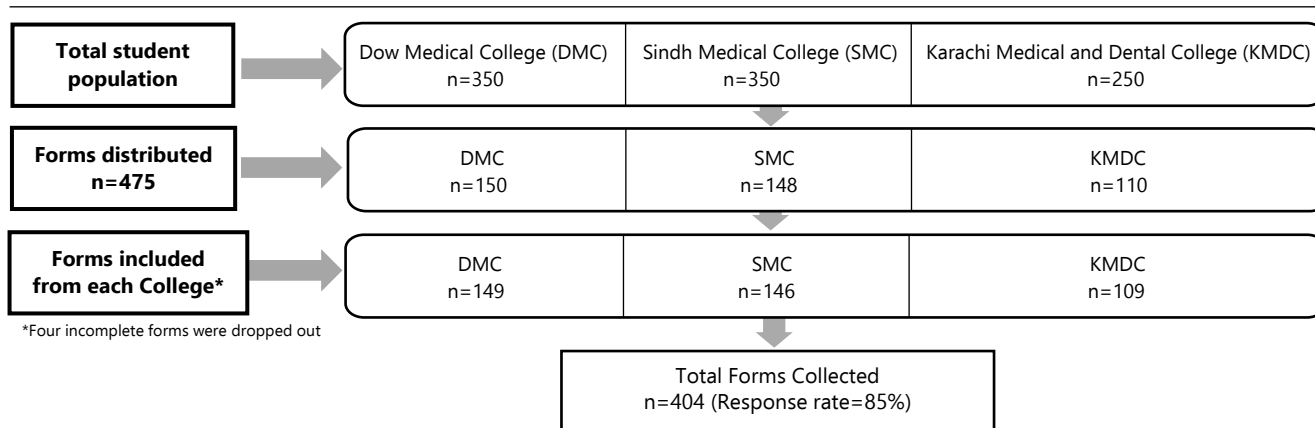 Total student
population
Dow Medical College (DMC)
n=350
Sindh Medical College (SMC)
n=350
Karachi Medical and Dental College (KMDC)
n=250
Forms distributed
n=475
DMC
n=150
SMC
n=148
KMDC
n=110
Forms included
from each College*
DMC
n=149
SMC
n=146
KMDC
n=109
*Four incomplete forms were dropped out
Total Forms Collected
n=404 (Response rate=85%)